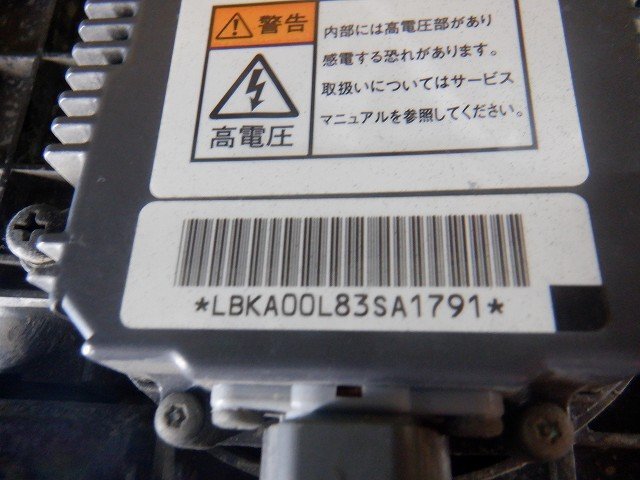 警告
高電圧
内部には高電圧部があり
感電する恐れがあります。
取扱いについてはサービス
マニュアルを参照してください。
*LBKA00L83SA1791*